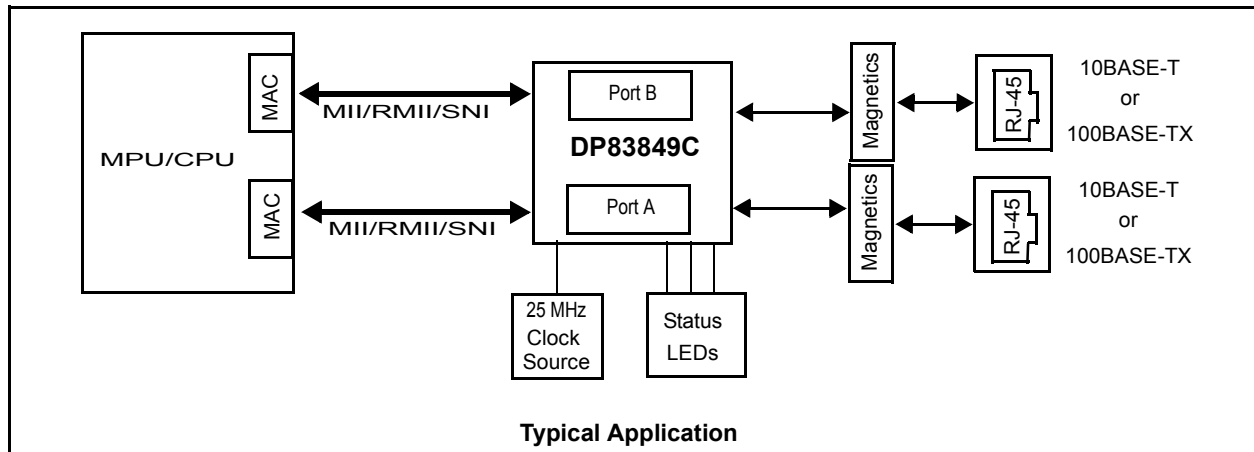 MPU/CPU
MAC
MAC
MII/RMII/SNI
MII/RMII/SNI
Port B
DP83849C
Port A
25 MHz
Clock
Source
Status
LEDs
Magnetics
Magnetics
RJ-45
RJ-45
10BASE-T
or
100BASE-TX
10BASE-T
or
100BASE-TX
Typical Application